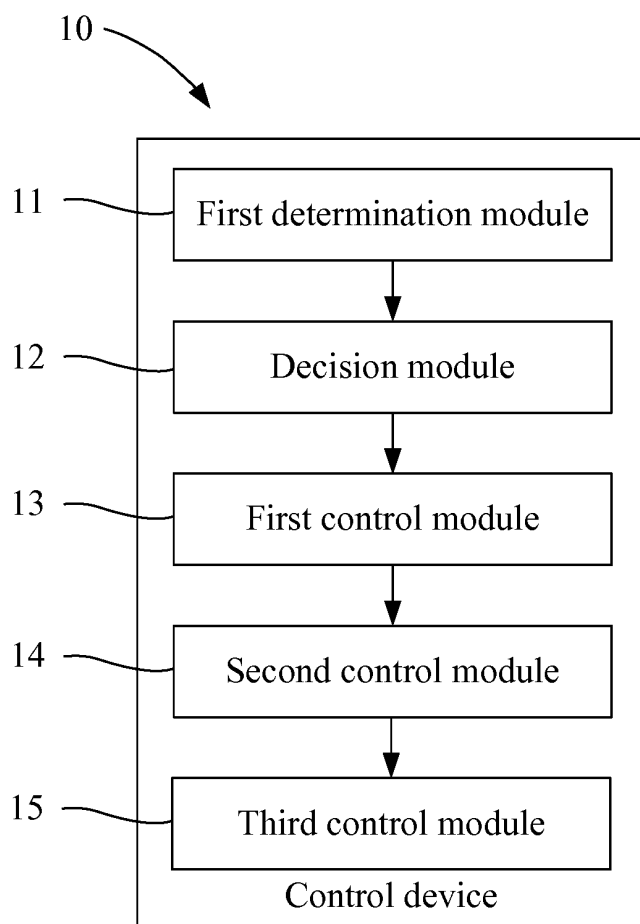 10
11
First determination module
12
Decision module
13
First control module
14
Second control module
15
Third control module
Control device